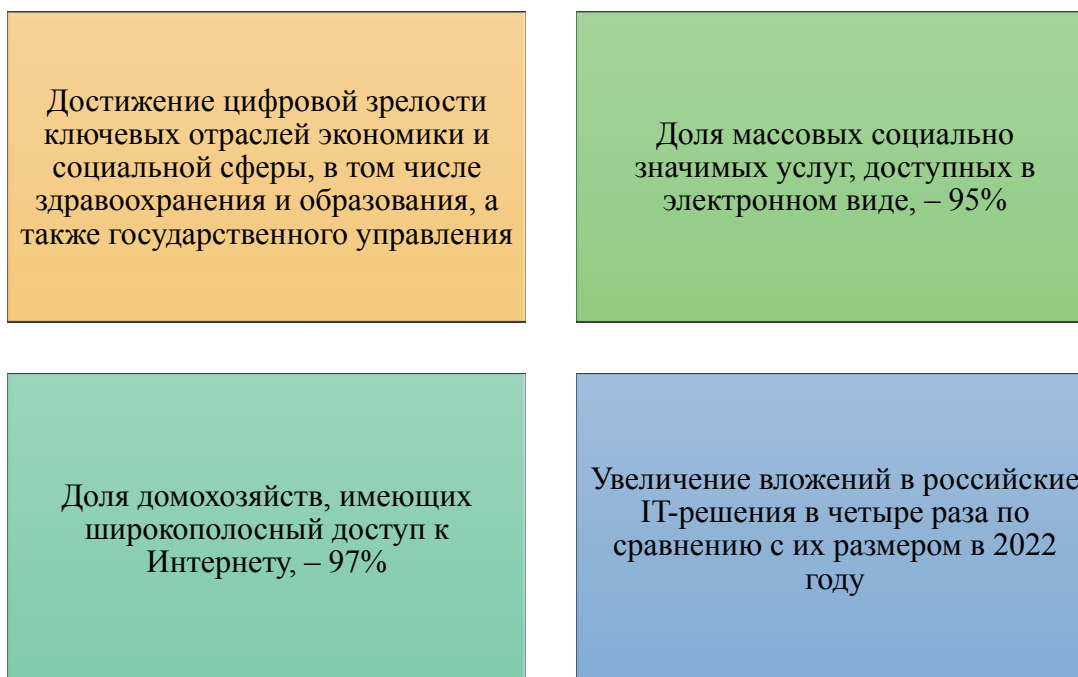 Достижение цифровой зрелости
ключевых отраслей экономики и
социальной сферы, в том числе
здравоохранения и образования, а
также государственного управления
Доля массовых социально
значимых услуг, доступных в
электронном виде, – 95%
Доля домохозяйств, имеющих
широкополосный доступ к
Интернету, – 97%
Увеличение вложений в российские
IT-решения в четыре раза по
сравнению с их размером в 2022
году